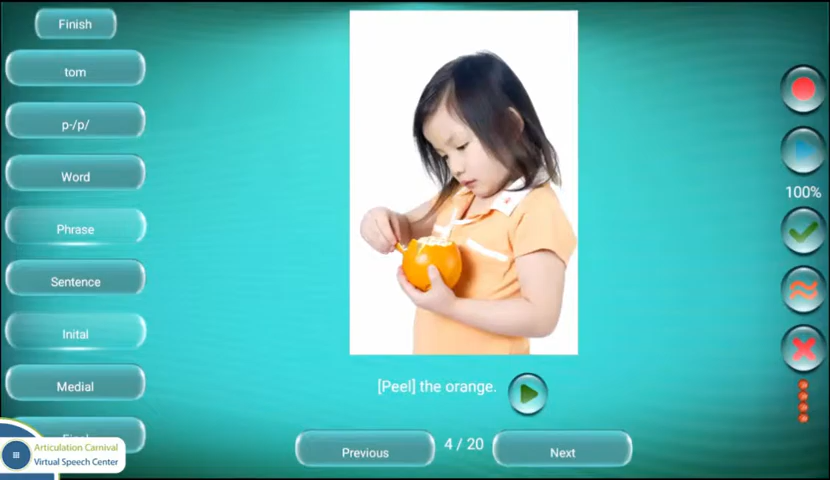 Finish
tom
p-/p/
Word
Phrase
Sentence
Inital
Medial
[Peel] the orange.
Previous
4 / 20
Next
100%
Articulation Carnival
Virtual Speech Center